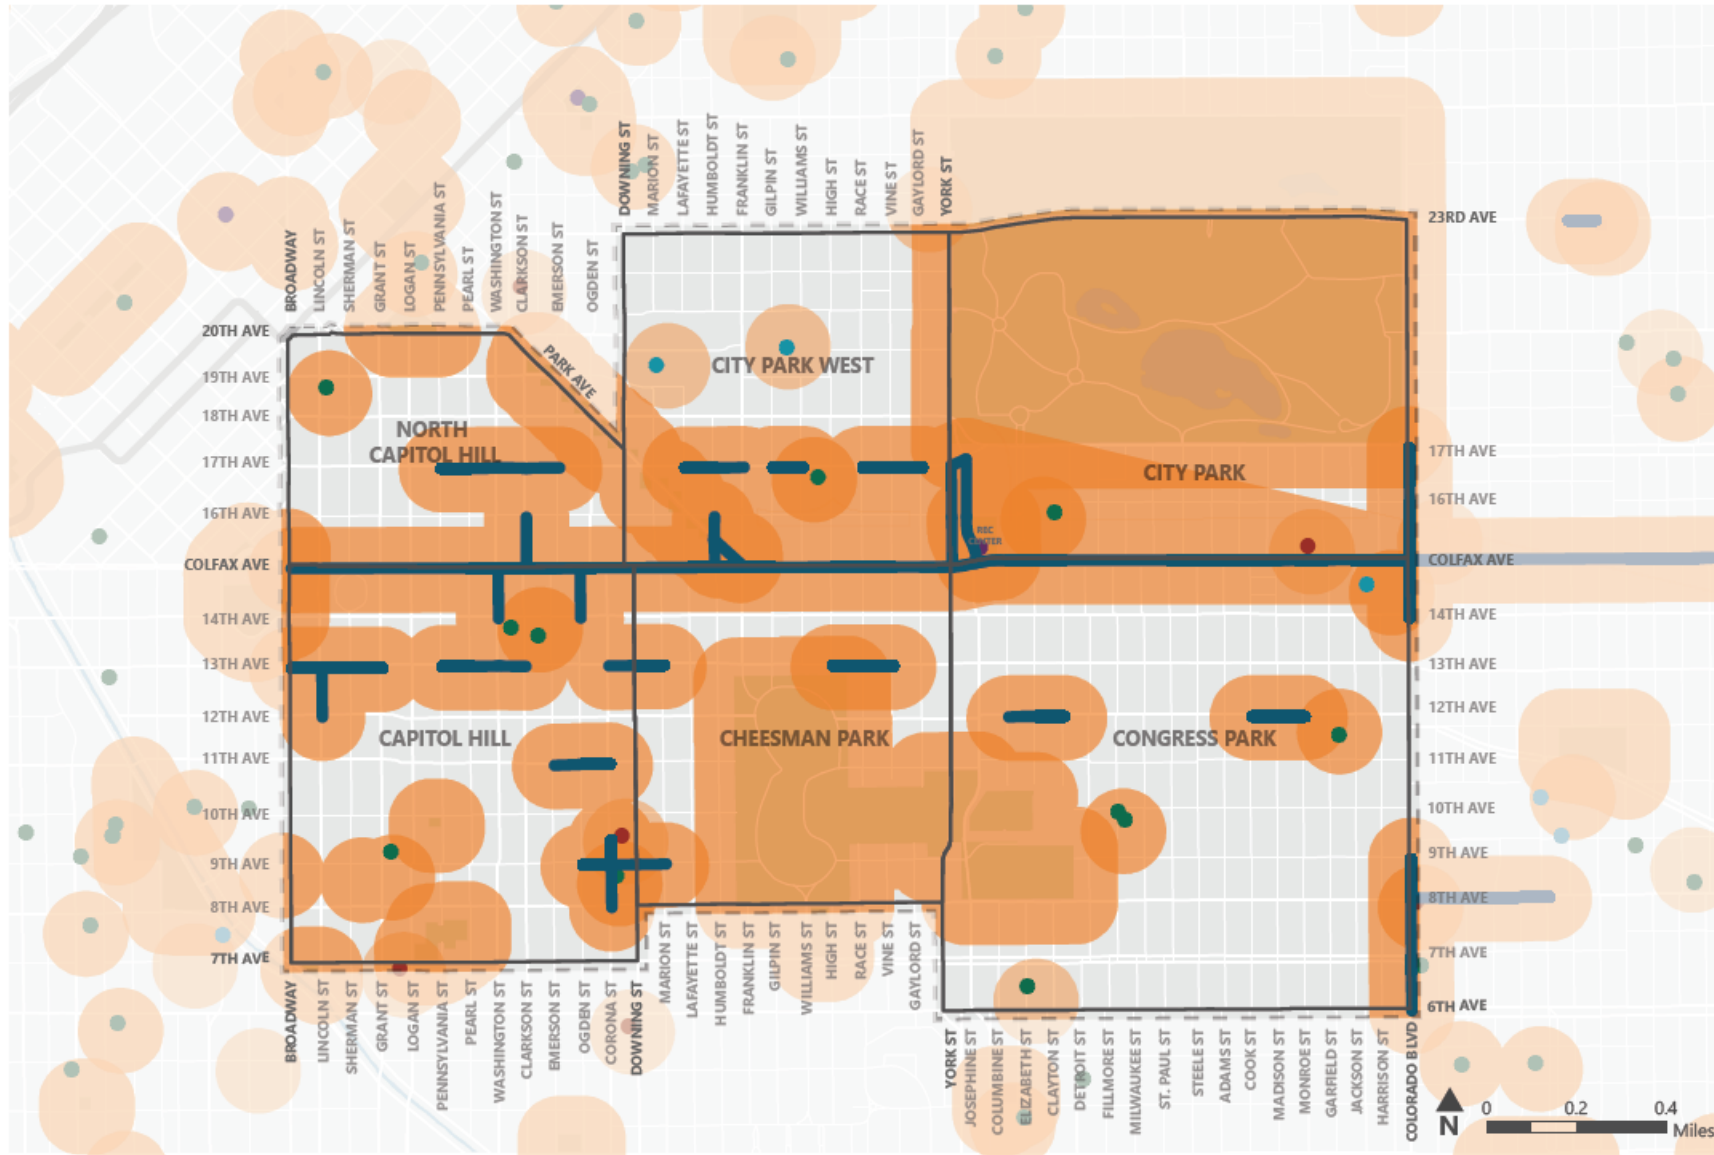 DOWNING ST
MARION ST
LAFAYETTE ST
HUMBOLDT ST
FRANKLIN ST
GILPIN ST
WILLIAMS ST
HIGH ST
RACE ST
VINE ST
GAYLORD ST
YORK ST
BROADWAY
LINCOLN ST
SHERMAN ST
GRANT ST
LOGAN ST
PENNSYLVANIA ST
PEARL ST
WASHINGTON ST
CLARKSON ST
EMERSON ST
OGDEN ST
PARK AVE
20TH AVE
19TH AVE
18TH AVE
17TH AVE
16TH AVE
COLFAX AVE
14TH AVE
13TH AVE
12TH AVE
11TH AVE
10TH AVE
9TH AVE
8TH AVE
7TH AVE
NORTH
CAPITOL HILL
CITY PARK WEST
CITY PARK
REC
CENTER
CAPITOL HILL
CHEESMAN PARK
CONGRESS PARK
23RD AVE
17TH AVE
16TH AVE
COLFAX AVE
14TH AVE
13TH AVE
12TH AVE
11TH AVE
10TH AVE
9TH AVE
8TH AVE
7TH AVE
6TH AVE
BROADWAY
LINCOLN ST
SHERMAN ST
GRANT ST
LOGAN ST
PENNSYLVANIA ST
PEARL ST
WASHINGTON ST
CLARKSON ST
EMERSON ST
OGDEN ST
CORONA ST
DOWNING ST
MARION ST
LAFAYETTE ST
HUMBOLDT ST
FRANKLIN ST
GILPIN ST
WILLIAMS ST
HIGH ST
RACE ST
VINE ST
GAYLORD ST
YORK ST
JOSEPHINE ST
COLUMBINE ST
ELIZABETH ST
CLAYTON ST
DETROIT ST
FILLMORE ST
MILWAUKEE ST
ST. PAUL ST
STEELE ST
ADAMS ST
COOK ST
MADISON ST
MONROE ST
GARFIELD ST
JACKSON ST
HARRISON ST
COLORADO BLVD
N
0 0.2 0.4
Miles